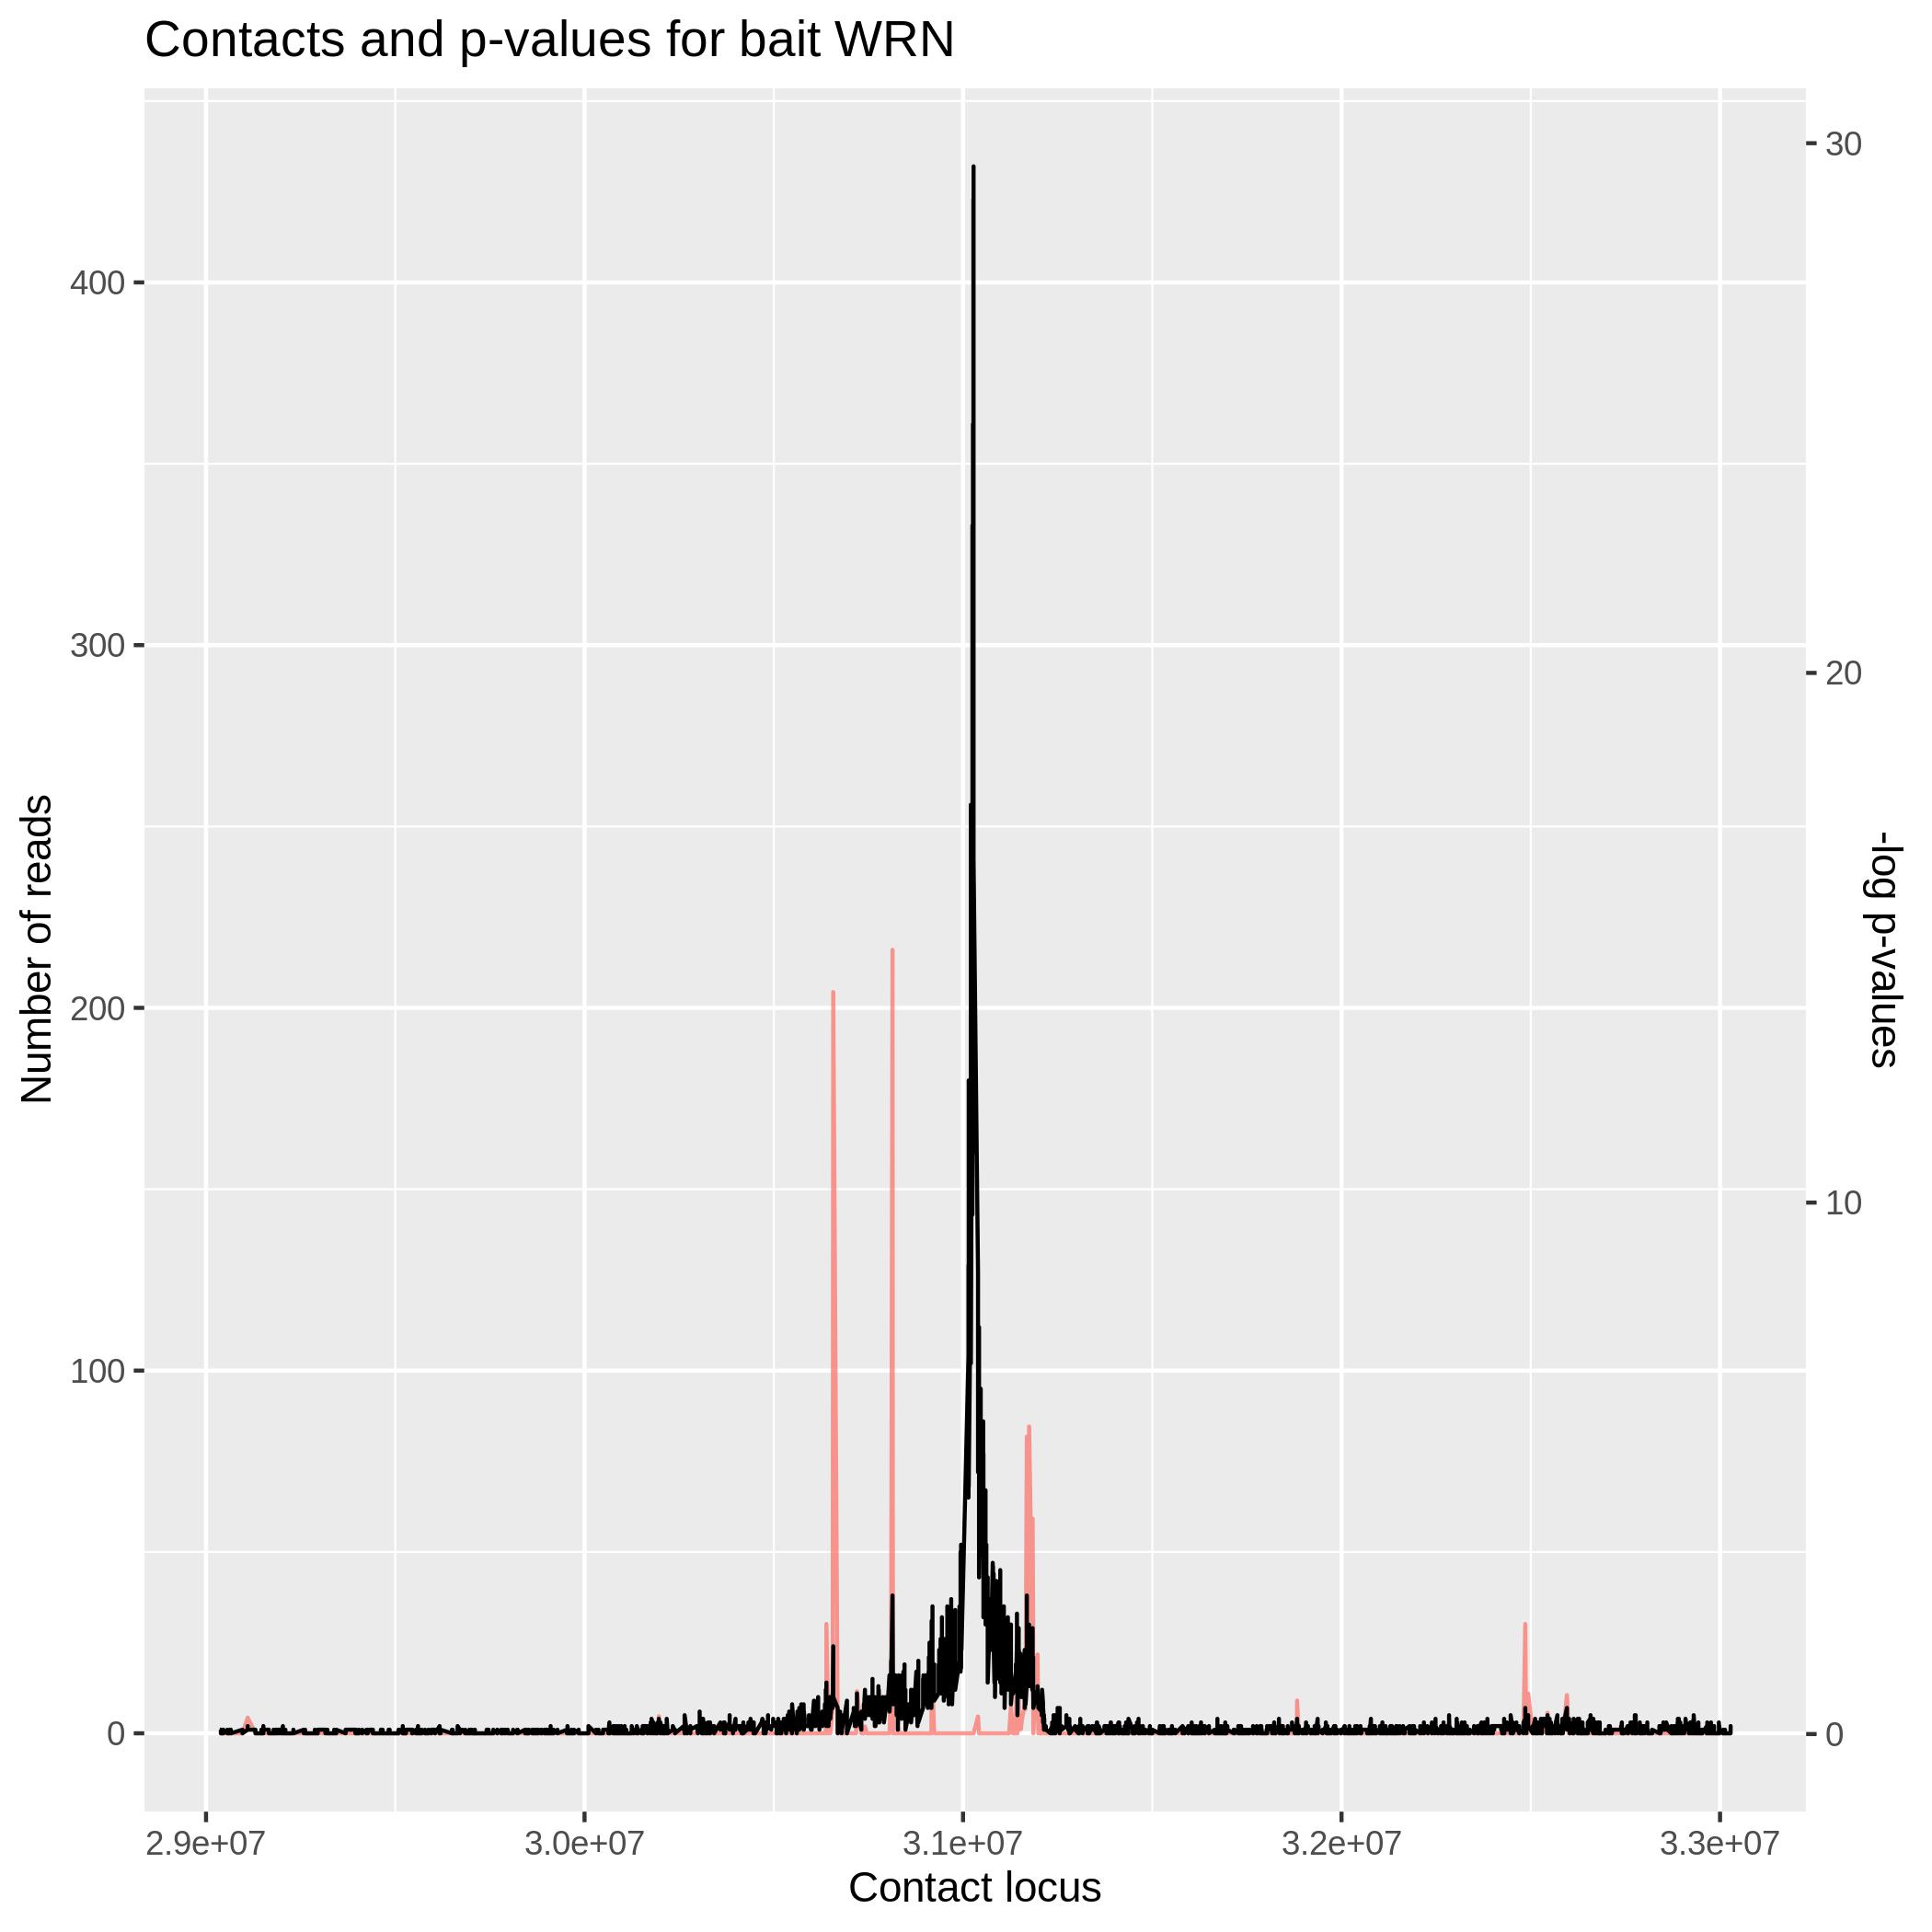 Contacts and p-values for bait WRN
400
300
200
100
0
Number of reads
30
20
10
0
-log p-values
2.9e+07
3.0e+07
3.1e+07
3.2e+07
3.3e+07
Contact locus